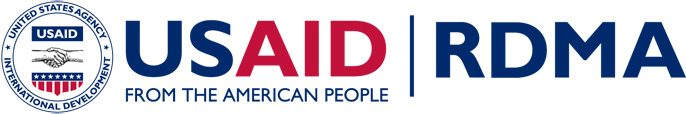 UNITED STATES AGENCY
USAID
INTERNATIONAL DEVELOPMENT
USAID
FROM THE AMERICAN PEOPLE
RDMA